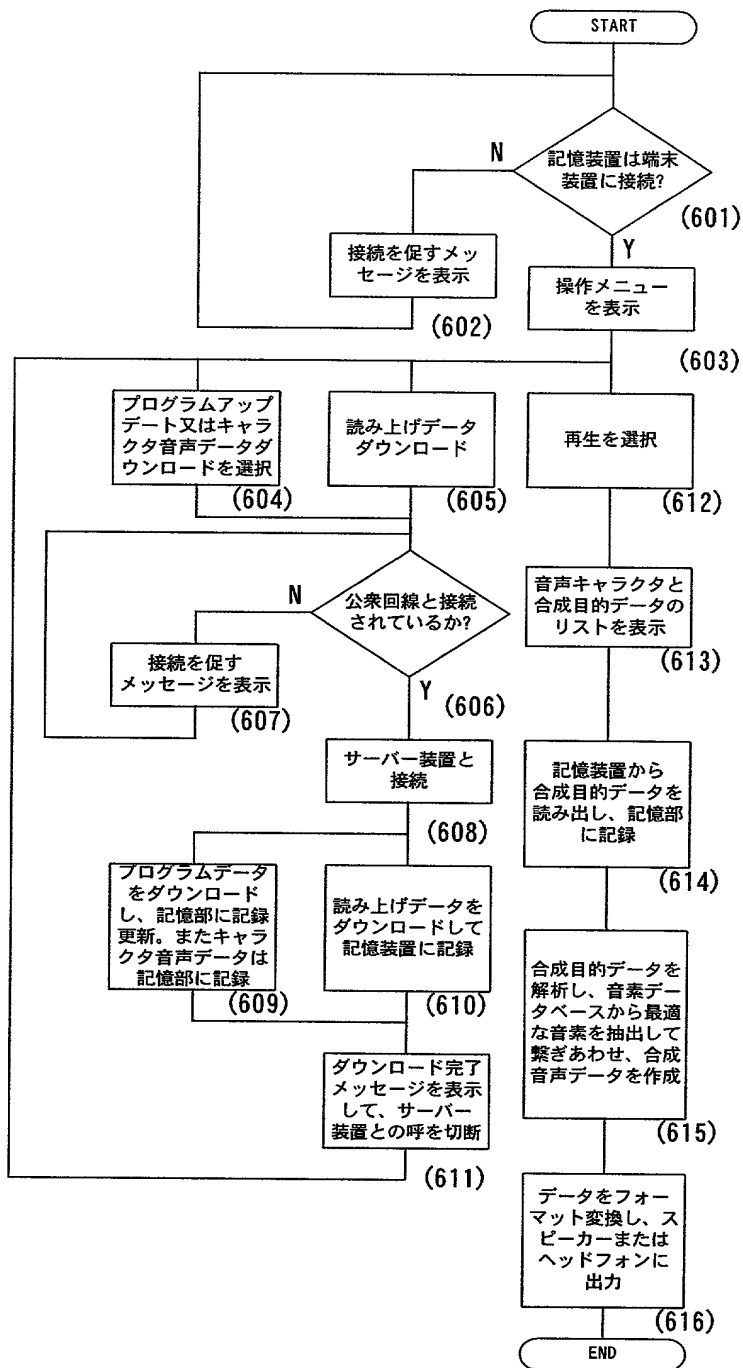 START
記憶装置は端末
装置に接続?
N
(601)
Y
接続を促すメッ
セージを表示
(602)
操作メニュー
を表示
(603)
プログラムアップ
デート又はキャラ
クタ音声データダ
ウンロードを選択
(604)
読み上げデータ
ダウンロード
(605)
再生を選択
(612)
公衆回線と接続
されているか?
N
Y
(606)
接続を促す
メッセージを表示
(607)
音声キャラクタと
合成目的データの
リストを表示
(613)
サーバー装置と
接続
(608)
記憶装置から
合成目的データを
読み出し、記憶部
に記録
(614)
プログラムデータ
をダウンロード
し、記憶部に記録
更新。またキャラ
クタ音声データは
記憶部に記録
(609)
読み上げデータを
ダウンロードして
記憶装置に記録
(610)
合成目的データを
解析し、音素デー
タベースから最適
な音素を抽出して
繋ぎあわせ、合成
音声データを作成
(615)
ダウンロード完了
メッセージを表示
して、サーバー
装置との呼を切断
(611)
データをフォー
マット変換し、ス
ピーカーまたは
ヘッドフォンに
出力
(616)
END